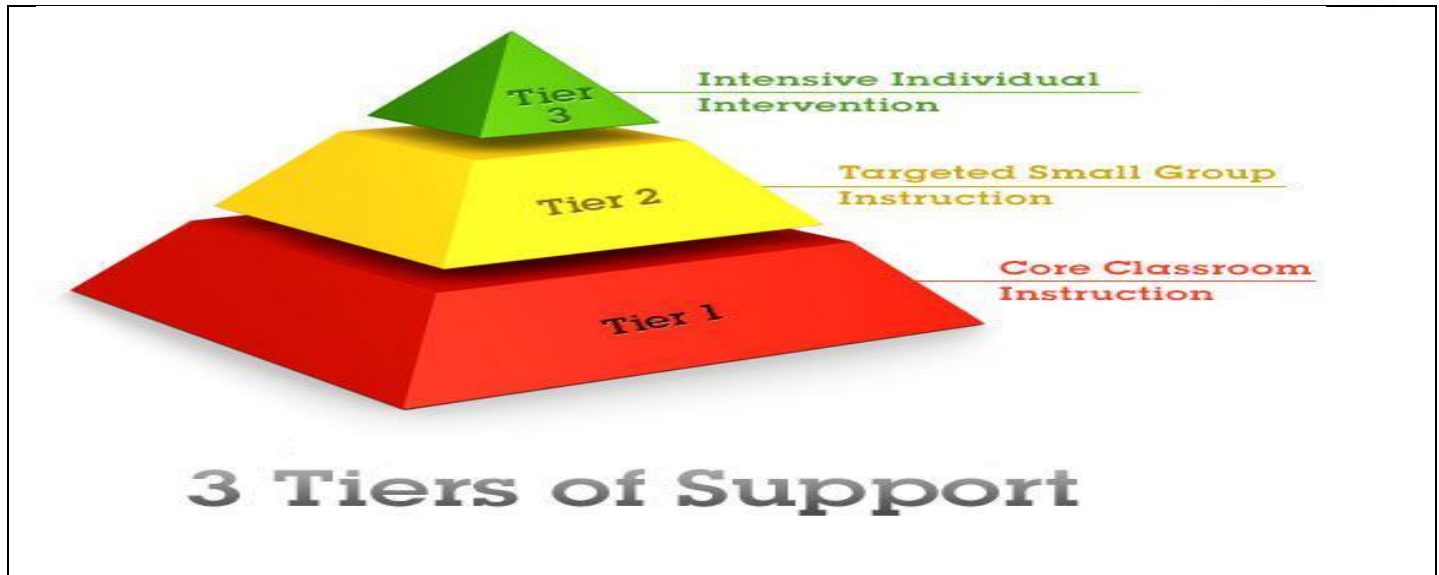 Tier
3
Intensive Individual
Intervention
Tier 2
Targeted Small Group
Instruction
Tier 1
Core Classroom
Instruction
3 Tiers of Support